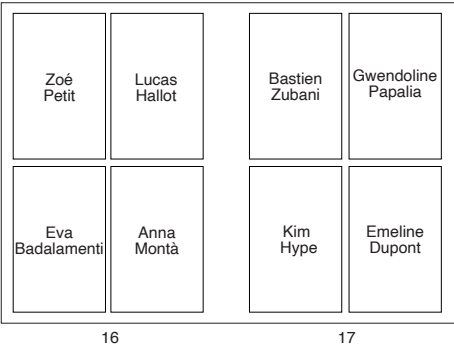 Zoé
Petit
Lucas
Hallot
Bastien
Zubani
Gwendoline
Papalia
Eva
Badalamenti
Anna
Montà
Kim
Hype
Emeline
Dupont
16
17